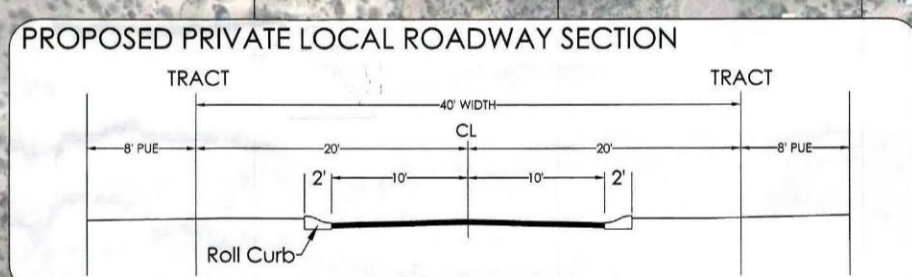 PROPOSED PRIVATE LOCAL ROADWAY SECTION
TRACT TRACT
40' WIDTH
CL
8' PUE 20' 20' 8' PUE
2' 10' 10' 2'
Roll Curb